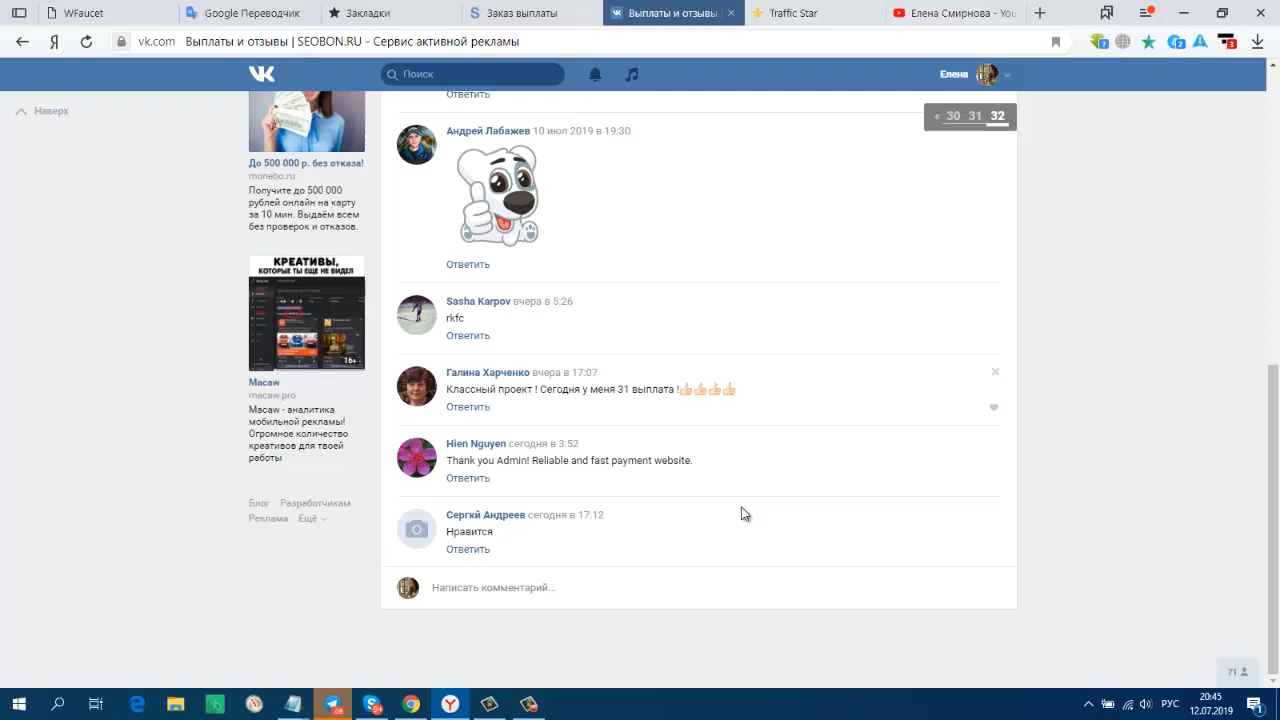 WFaucet
Google Переводчик
Закладки
Заказ выплаты
Выплаты и отзывы
Traffic Star
Елена Смирнова - You
vk.com Выплаты и отзывы | SEOBON.RU - Сервис активной рекламы
2
2
3
Поиск
Елена
Наверх
До 500 000 р. без отказа!
monebo.ru
Получите до 500 000
рублей онлайн на карту
за 10 мин. Выдаём всем
без проверок и отказов.
КРЕАТИВЫ,
КОТОРЫЕ ТЫ ЕЩЕ НЕ ВИДЕЛ
16+
Macaw
macaw.pro
Macaw - аналитика
мобильной рекламы!
Огромное количество
креативов для твоей
работы
Блог Разработчикам
Реклама Ещё
Ответить
« 30 31 32
Андрей Лабажев 10 июл 2019 в 19:30
Ответить
Sasha Karpov вчера в 5:26
rkfc
Ответить
Галина Харченко вчера в 17:07
Классный проект ! Сегодня у меня 31 выплата !👍👍👍👍
Ответить
Hien Nguyen сегодня в 3:52
Thank you Admin! Reliable and fast payment website.
Ответить
Сергкй Андреев сегодня в 17:12
Нравится
Ответить
Написать комментарий...
71
РУС
20:45
12.07.2019
1